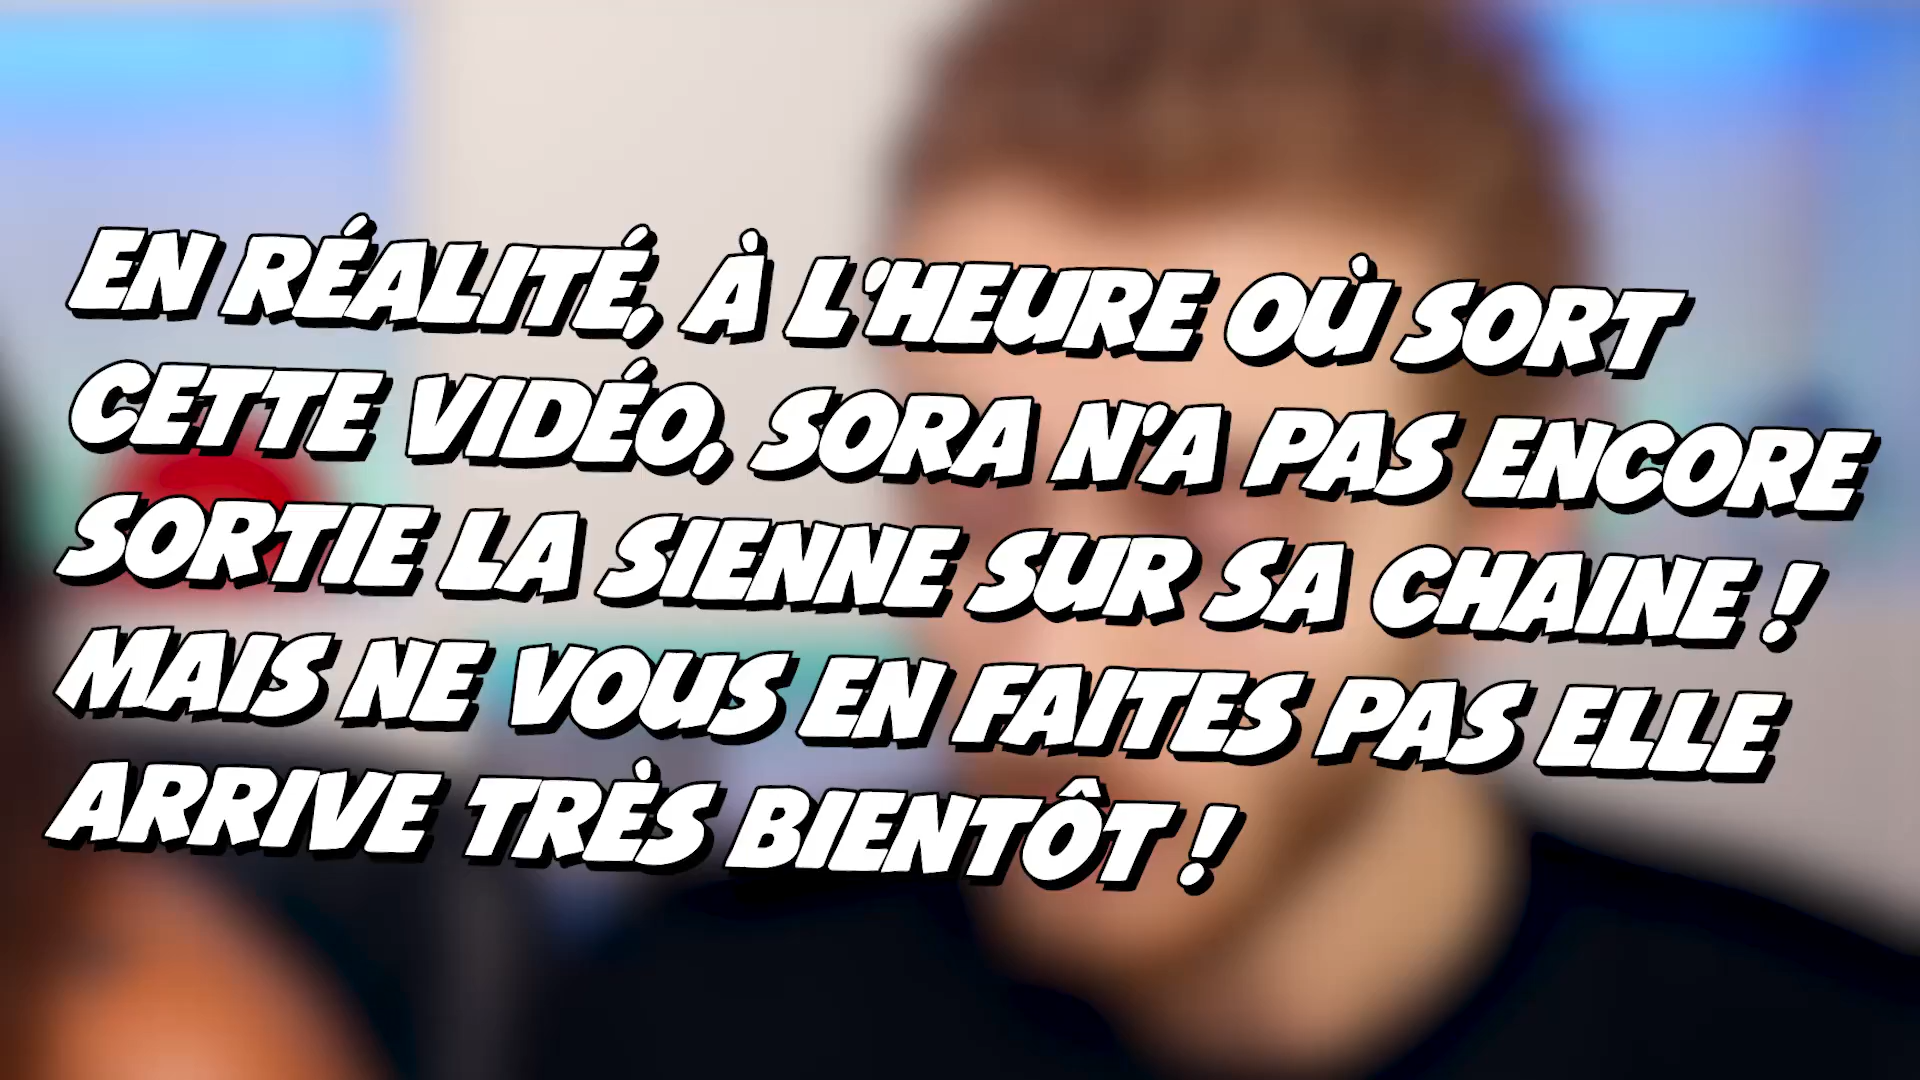 EN RÉALITÉ, À L'HEURE OÙ SORT
CETTE VIDÉO, SORA N'A PAS ENCORE
SORTIE LA SIENNE SUR SA CHAINE !
MAIS NE VOUS EN FAITES PAS ELLE
ARRIVE TRÈS BIENTÔT !